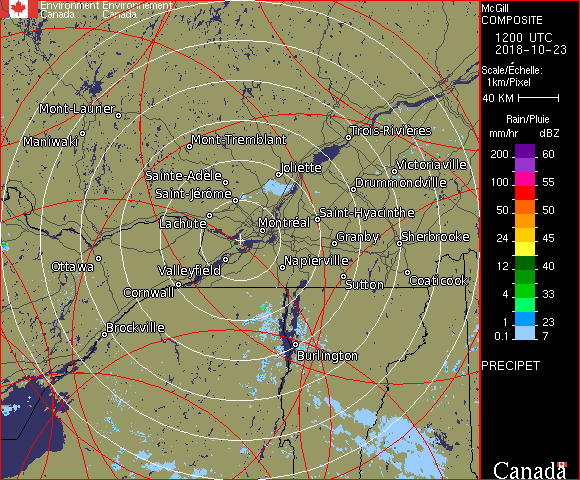 Environment Environnement
Canada Canada
McGill
COMPOSITE
1200 UTC
2018-10-23
Scale/Échelle:
1km/Pixel
40 KM
Rain/Pluie
mm/hr dBZ
200 60
100 55
50 50
24 45
12 40
4 33
1 23
0.1 7
PRECIPET
Canada
Mont-Laurier
Maniwaki
Mont-Tremblant
Trois-Rivières
Sainte-Adèle
Joliette
Victoriaville
Saint-Jérôme
Drummondville
Lachute
Montréal
Saint-Hyacinthe
Granby
Sherbrooke
Ottawa
Valleyfield
Napierville
Cornwall
Sutton
Coaticook
Brockville
Burlington